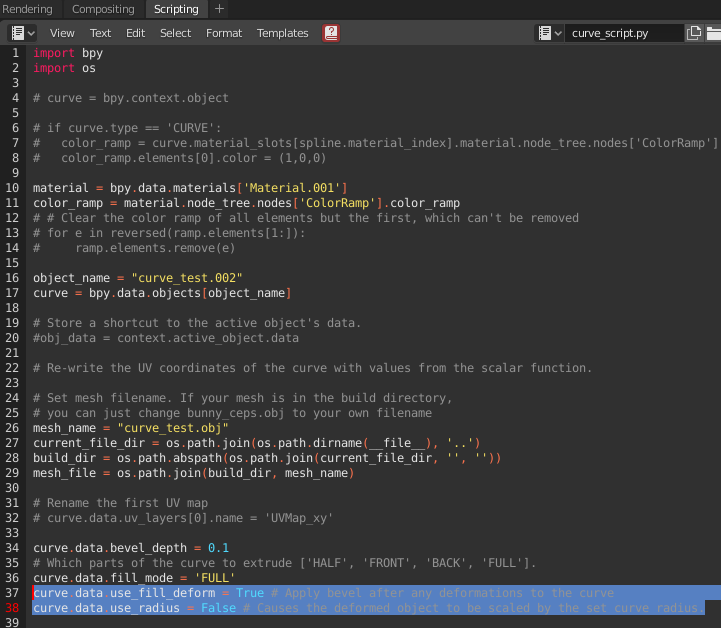 Rendering Compositing Scripting +
View Text Edit Select Format Templates ? curve_script.py
1 import bpy
2 import os
3
4 # curve = bpy.context.object
5
6 # if curve.type == 'CURVE':
7 #   color_ramp = curve.material_slots[spline.material_index].material.node_tree.nodes['ColorRamp']
8 #   color_ramp.elements[0].color = (1,0,0)
9
10 material = bpy.data.materials['Material.001']
11 color_ramp = material.node_tree.nodes['ColorRamp'].color_ramp
12 # # Clear the color ramp of all elements but the first, which can't be removed
13 # for e in reversed(ramp.elements[1:]):
14 #     ramp.elements.remove(e)
15
16 object_name = "curve_test.002"
17 curve = bpy.data.objects[object_name]
18
19 # Store a shortcut to the active object's data.
20 #obj_data = context.active_object.data
21
22 # Re-write the UV coordinates of the curve with values from the scalar function.
23
24 # Set mesh filename. If your mesh is in the build directory,
25 # you can just change bunny_ceps.obj to your own filename
26 mesh_name = "curve_test.obj"
27 current_file_dir = os.path.join(os.path.dirname(__file__), '..')
28 build_dir = os.path.abspath(os.path.join(current_file_dir, '', ''))
29 mesh_file = os.path.join(build_dir, mesh_name)
30
31 # Rename the first UV map
32 # curve.data.uv_layers[0].name = 'UVMap_xy'
33
34 curve.data.bevel_depth = 0.1
35 # Which parts of the curve to extrude ['HALF', 'FRONT', 'BACK', 'FULL'].
36 curve.data.fill_mode = 'FULL'
37 curve.data.use_fill_deform = True # Apply bevel after any deformations to the curve
38 curve.data.use_radius = False # Causes the deformed object to be scaled by the set curve radius.
39